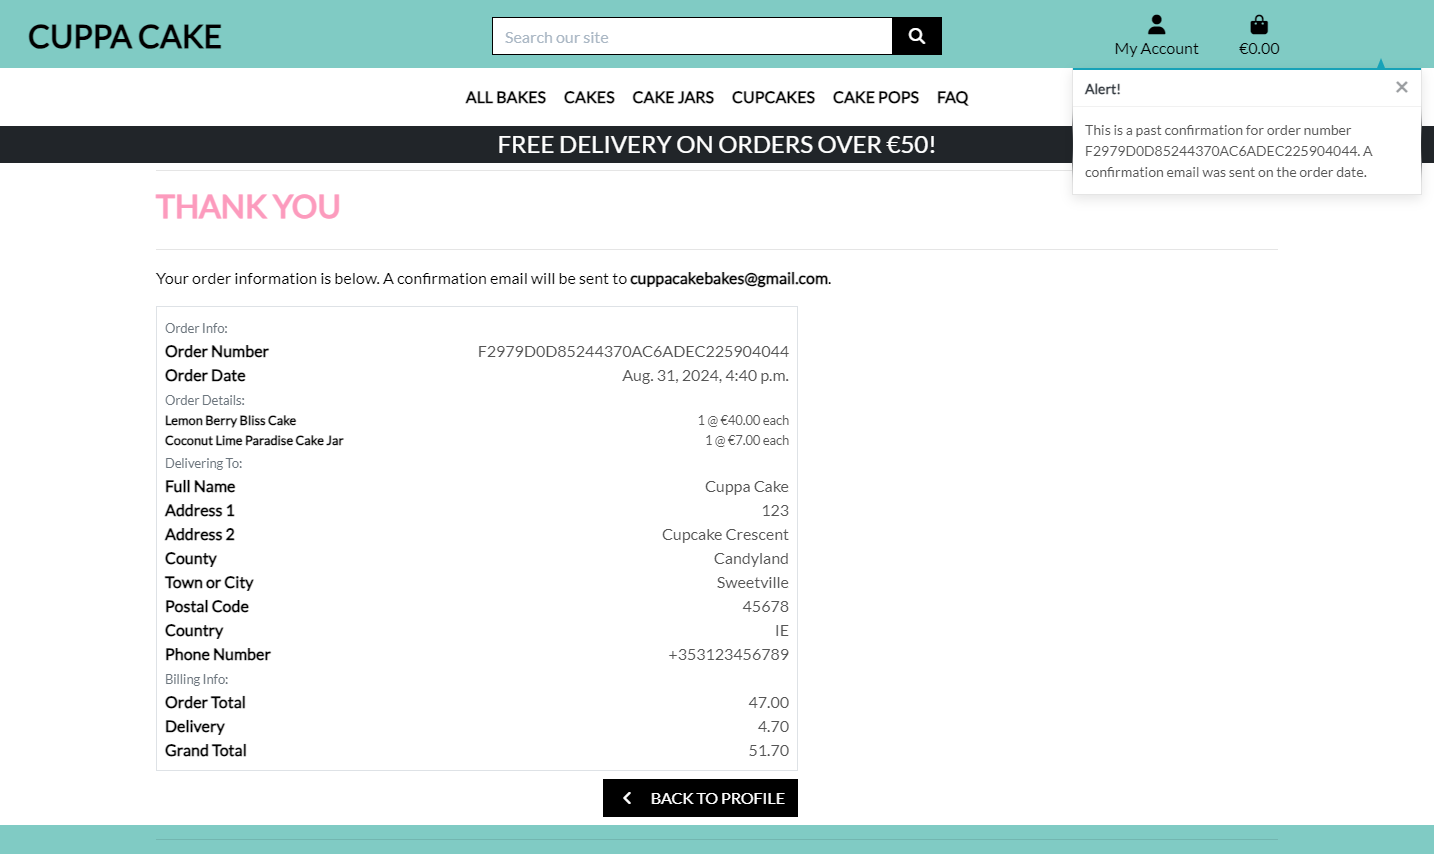 CUPPA CAKE
Search our site
My Account
€0.00
ALL BAKES CAKES CAKE JARS CUPCAKES CAKE POPS FAQ
FREE DELIVERY ON ORDERS OVER €50!
Alert!
This is a past confirmation for order number
F2979D0D85244370AC6ADEC225904044. A
confirmation email was sent on the order date.
THANK YOU
Your order information is below. A confirmation email will be sent to cuppacakebakes@gmail.com.
Order Info:
Order Number F2979D0D85244370AC6ADEC225904044
Order Date Aug. 31, 2024, 4:40 p.m.
Order Details:
Lemon Berry Bliss Cake 1 @ €40.00 each
Coconut Lime Paradise Cake Jar 1 @ €7.00 each
Delivering To:
Full Name Cuppa Cake
Address 1 123
Address 2 Cupcake Crescent
County Candyland
Town or City Sweetville
Postal Code 45678
Country IE
Phone Number +353123456789
Billing Info:
Order Total 47.00
Delivery 4.70
Grand Total 51.70
BACK TO PROFILE